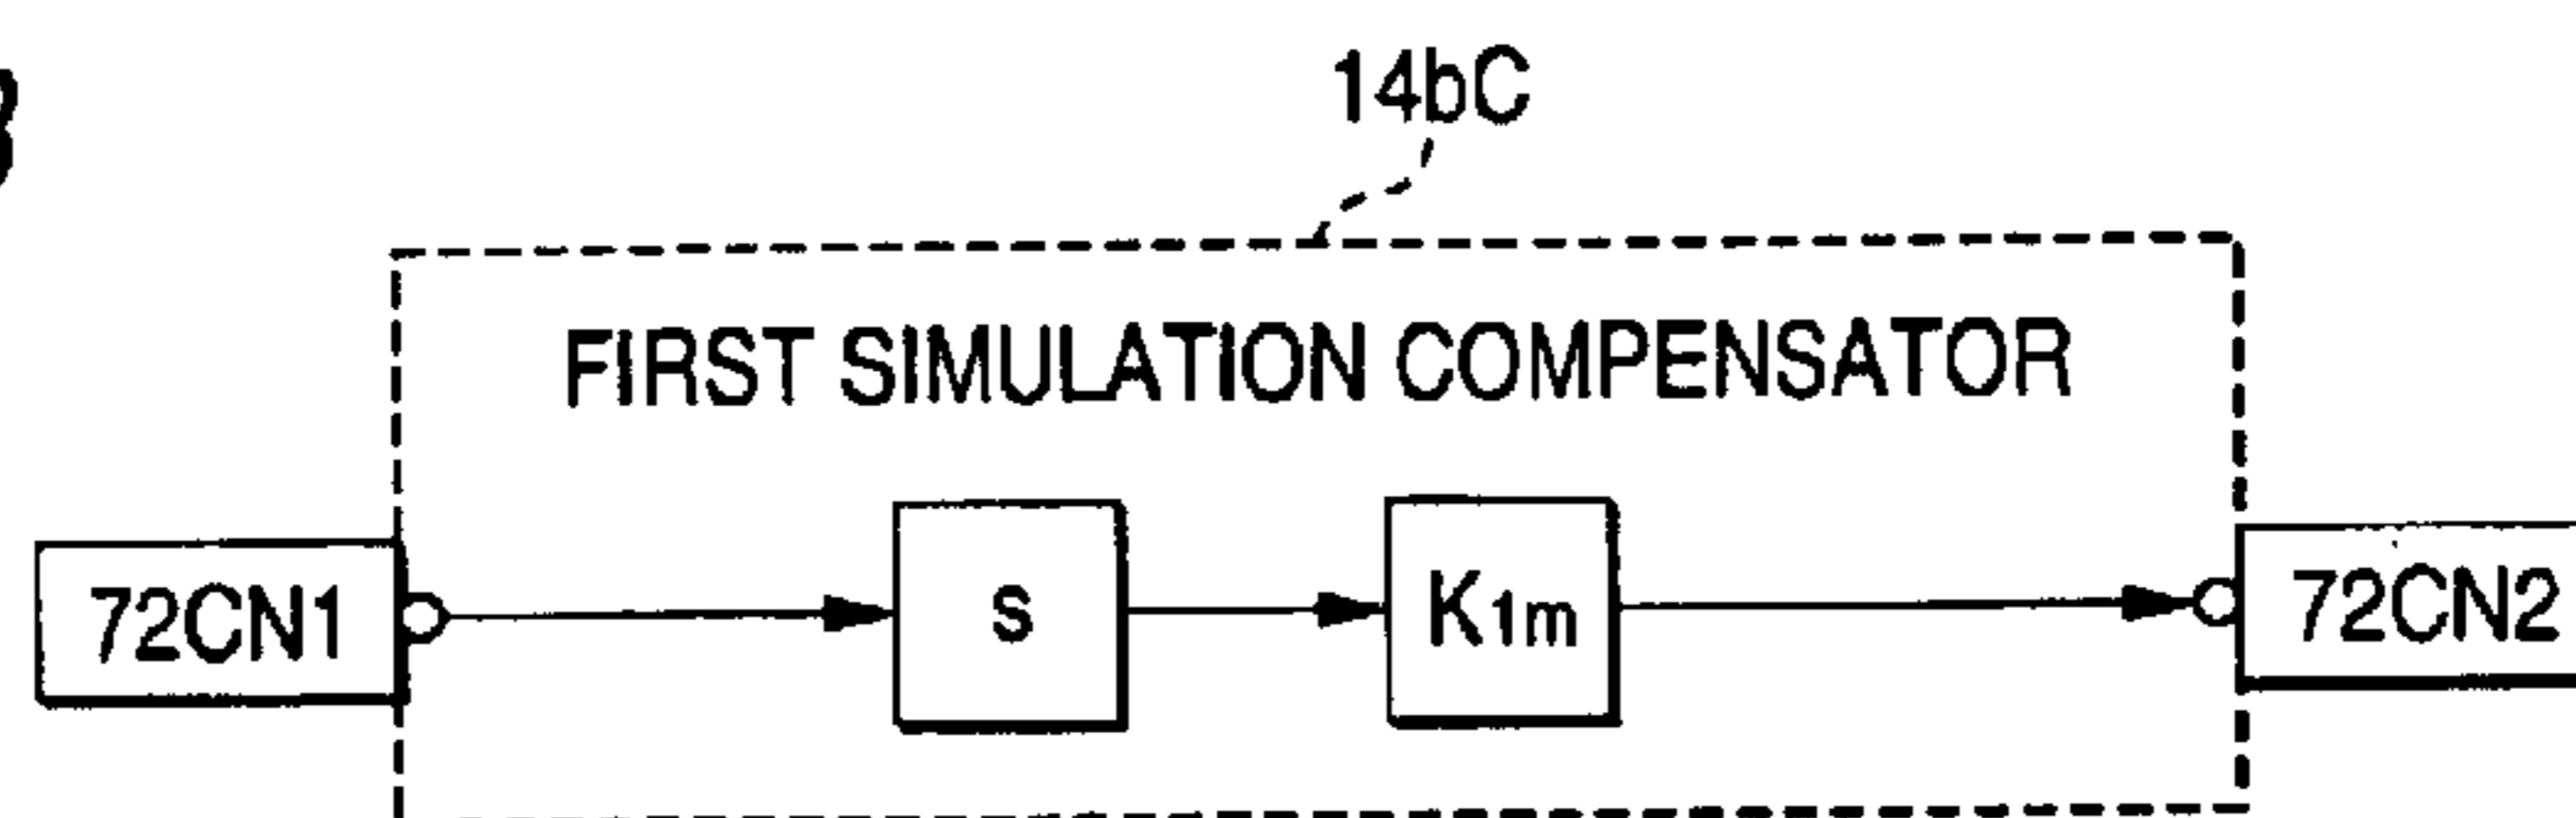 14bC
FIRST SIMULATION COMPENSATOR
72CN1
s
K1m
72CN2